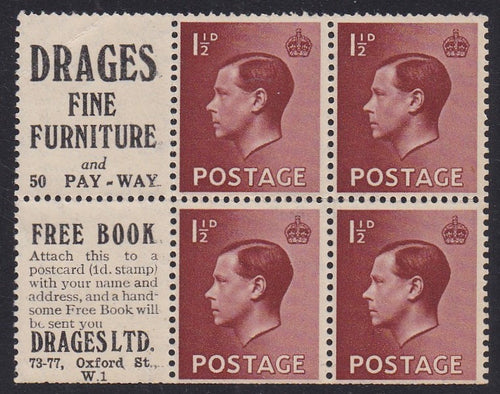 DRAGES
FINE
FURNITURE
and
50 PAY-WAY
1½D
POSTAGE
1½D
POSTAGE
FREE BOOK
Attach this to a
postcard (1d. stamp)
with your name and
address, and a hand-
some Free Book will
be sent you
DRAGES LTD.
73-77, Oxford St.,
W.1
1½D
POSTAGE
1½D
POSTAGE